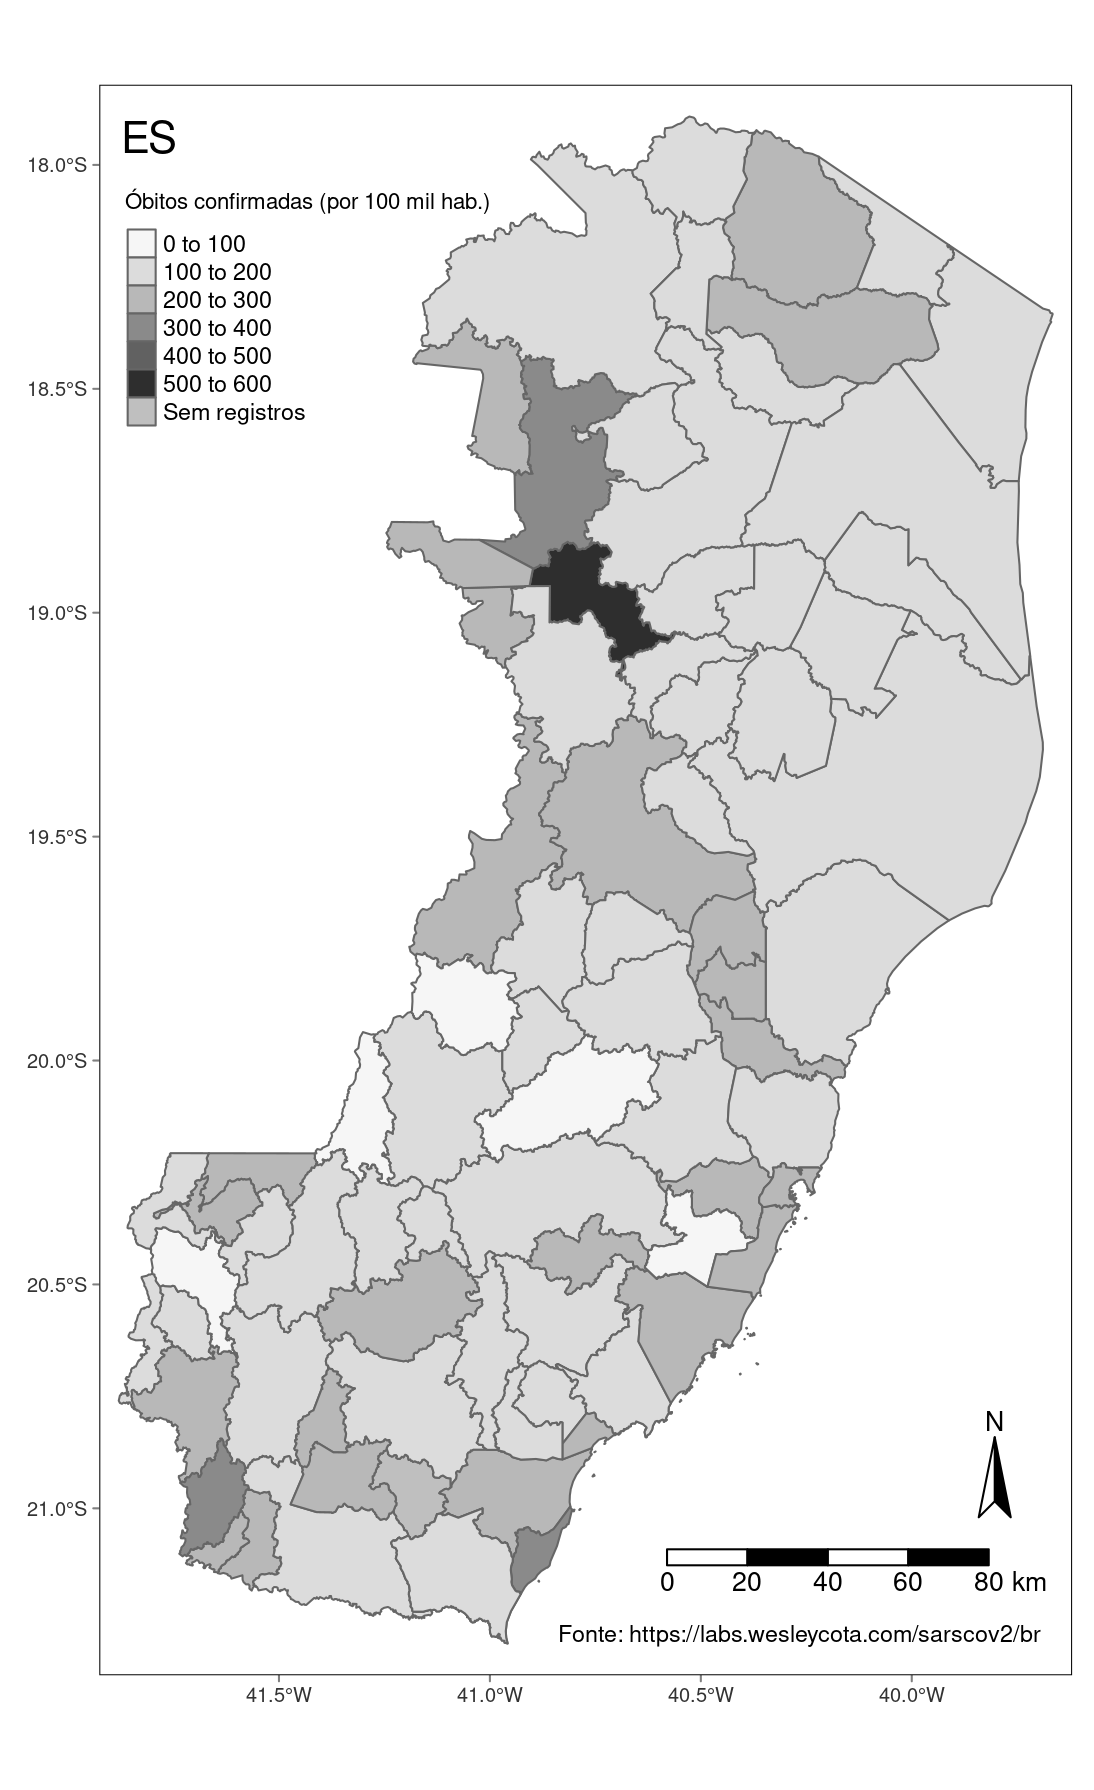 ES
Óbitos confirmadas (por 100 mil hab.)
0 to 100
100 to 200
200 to 300
300 to 400
400 to 500
500 to 600
Sem registros
18.0°S
18.5°S
19.0°S
19.5°S
20.0°S
20.5°S
21.0°S
N
0 20 40 60 80 km
Fonte: https://labs.wesleycota.com/sarscov2/br
41.5°W 41.0°W 40.5°W 40.0°W